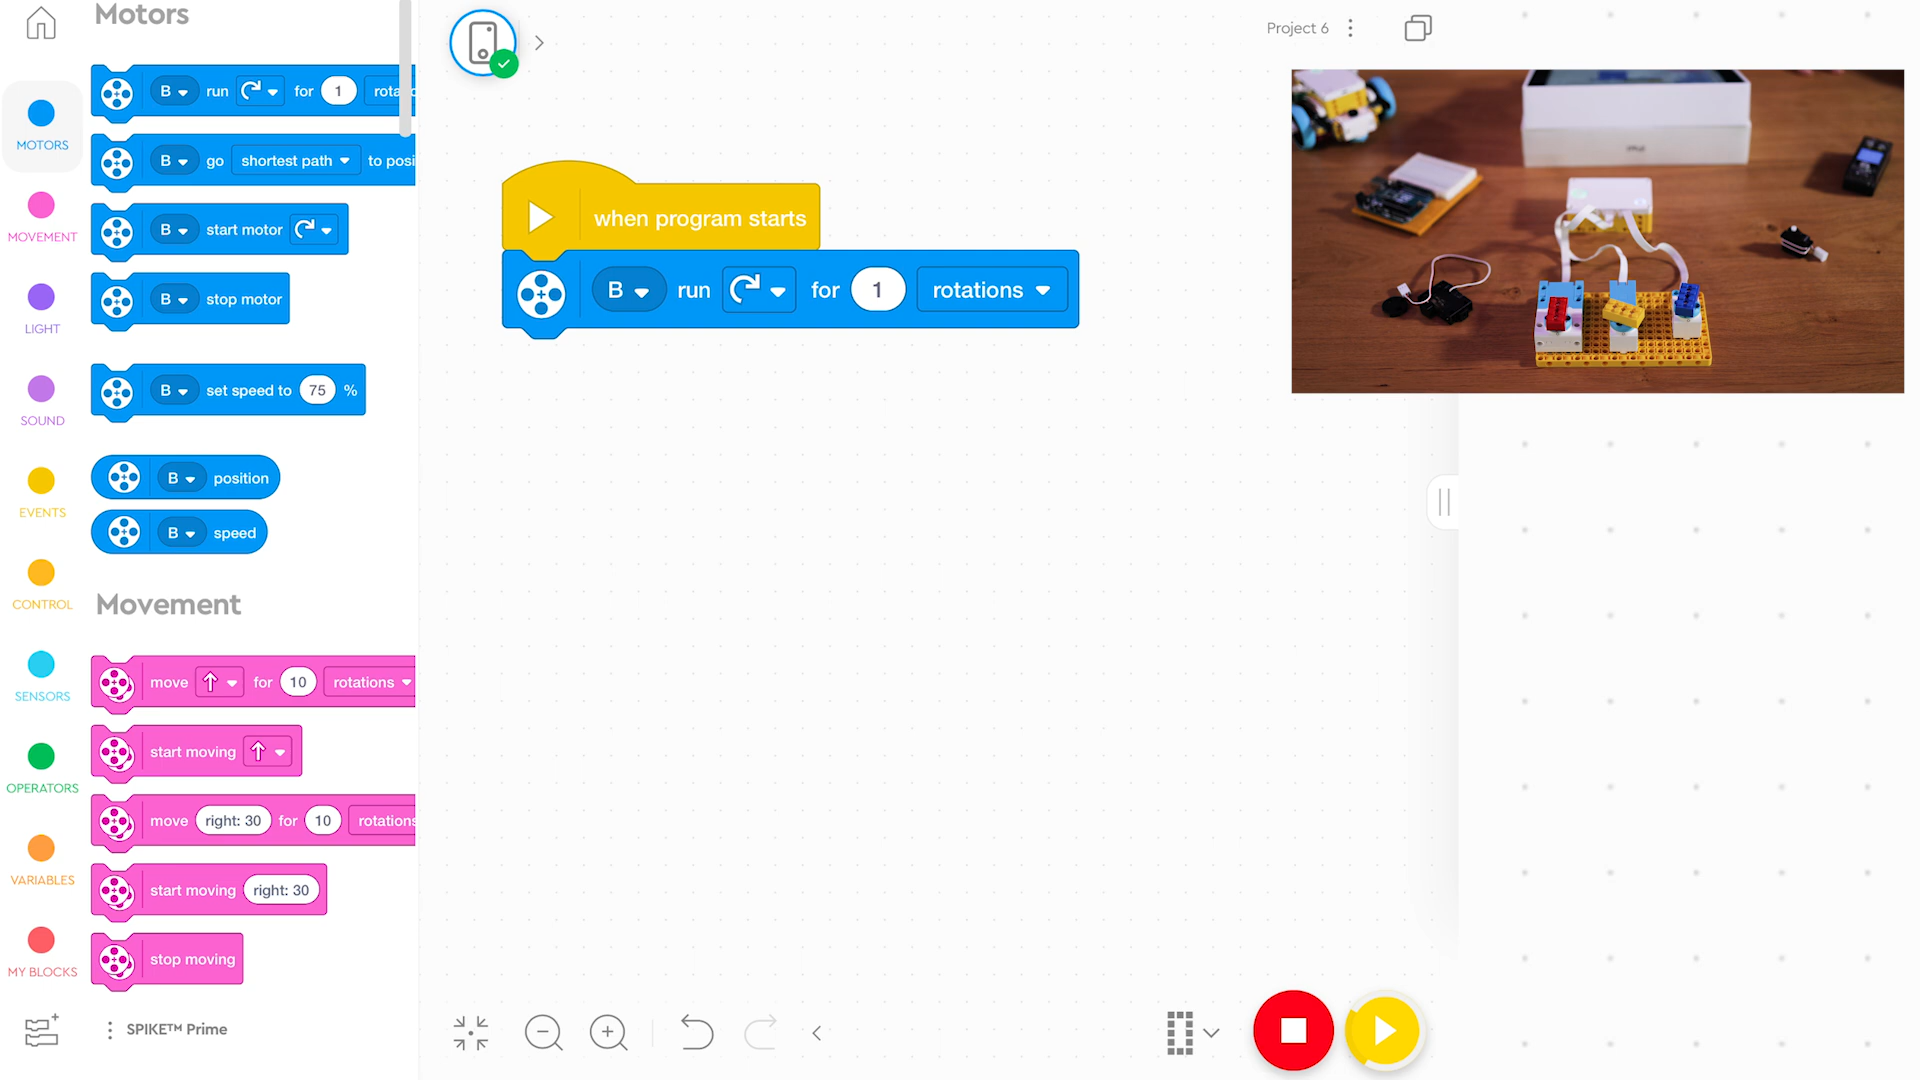 Motors
B run for 1 rota
B go shortest path to posi
B start motor
B stop motor
B set speed to 75 %
B position
B speed
Movement
move for 10 rotations
start moving
move right: 30 for 10 rotations
start moving right: 30
stop moving
MOTORS
MOVEMENT
LIGHT
SOUND
EVENTS
CONTROL
SENSORS
OPERATORS
VARIABLES
MY BLOCKS
SPIKE™ Prime
when program starts
B run for 1 rotations
Project 6